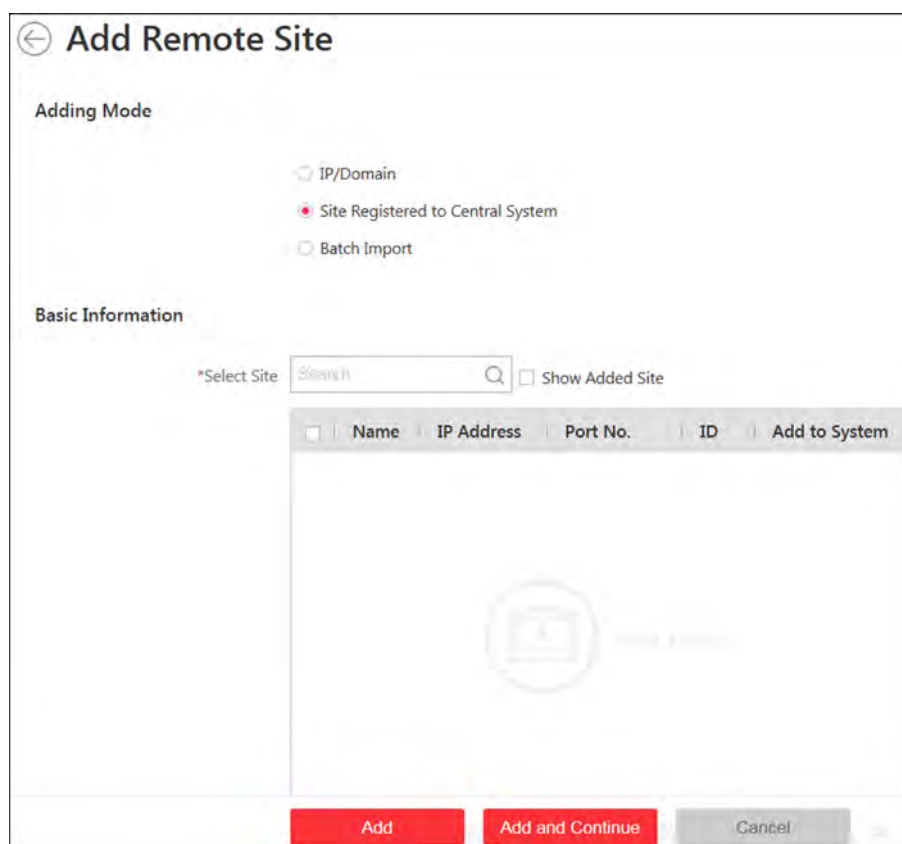 Add Remote Site
Adding Mode
IP/Domain
Site Registered to Central System
Batch Import
Basic Information
*Select Site Search Show Added Site
Name IP Address Port No. ID Add to System
Add Add and Continue Cancel